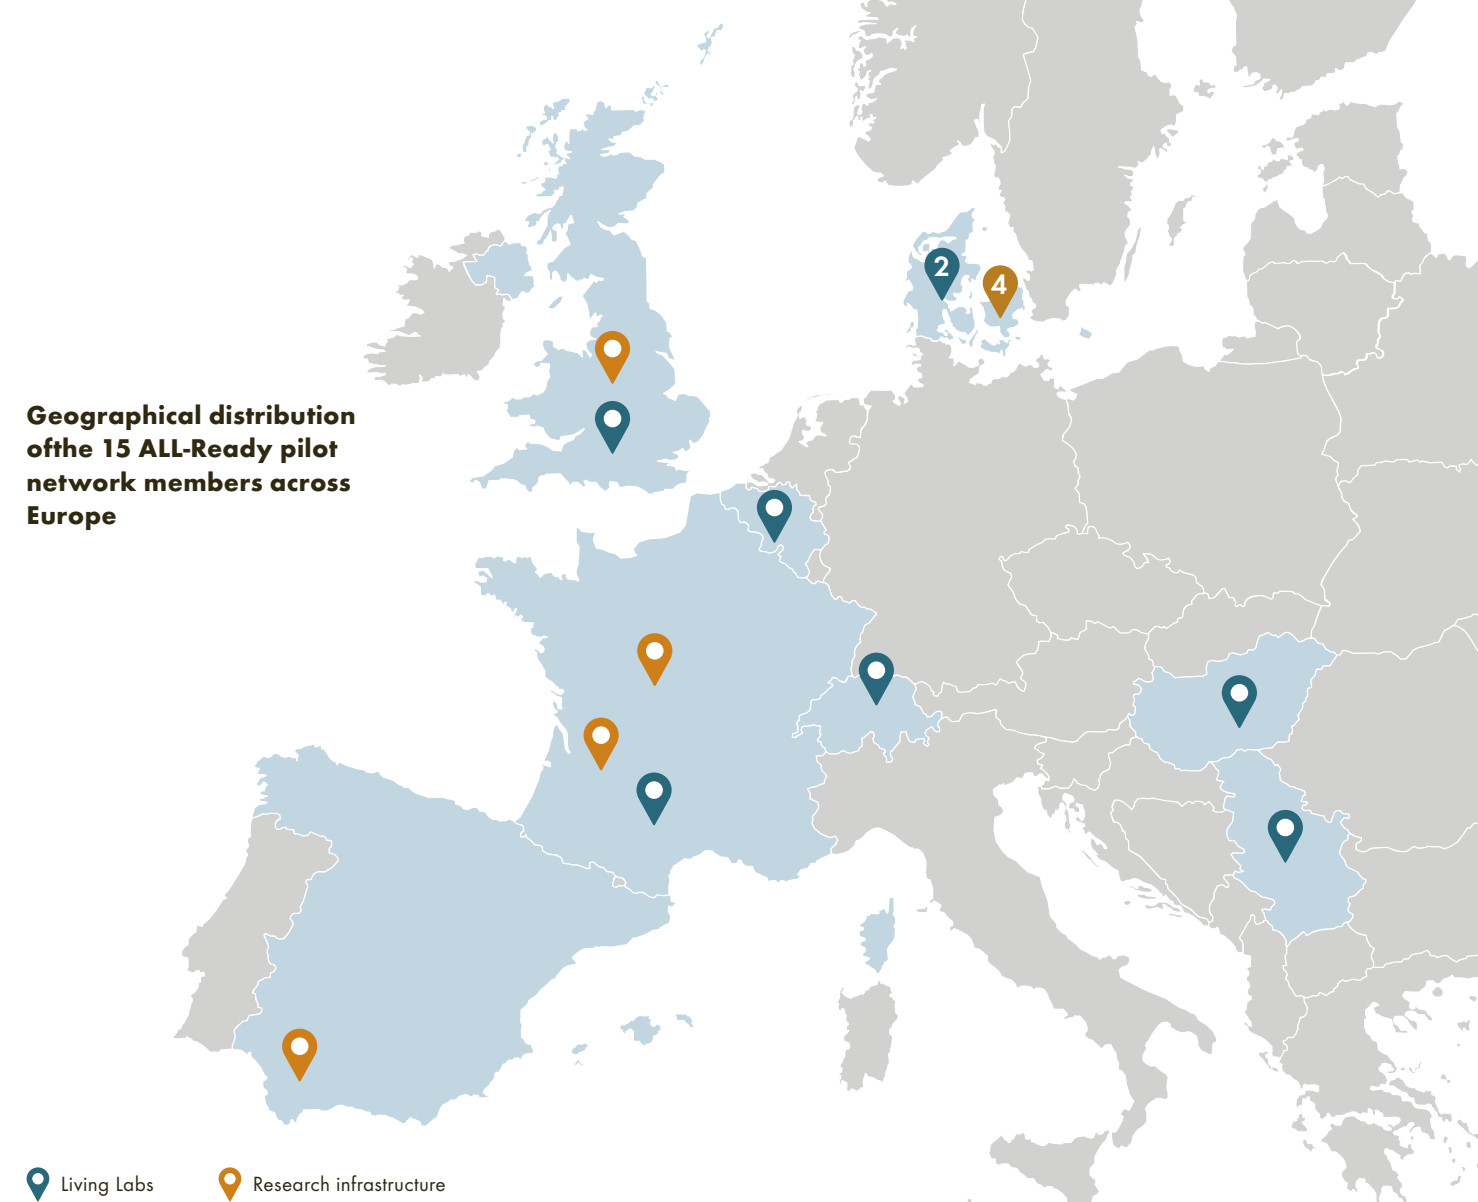 2
4
Geographical distribution
ofthe 15 ALL-Ready pilot
network members across
Europe
Living Labs
Research infrastructure